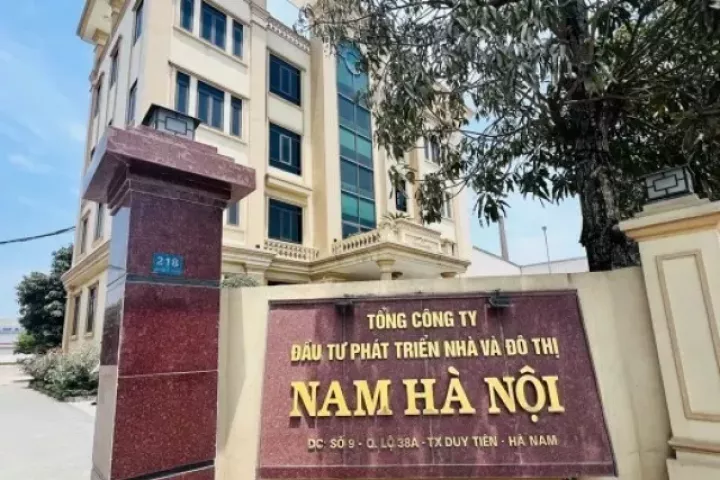 218
TỔNG CÔNG TY
ĐẦU TƯ PHÁT TRIỂN NHÀ VÀ ĐÔ THỊ
NAM HÀ NỘI
DC: SỐ 9 - Q. LỘ 38A - TX DUY TIÊN - HÀ NAM